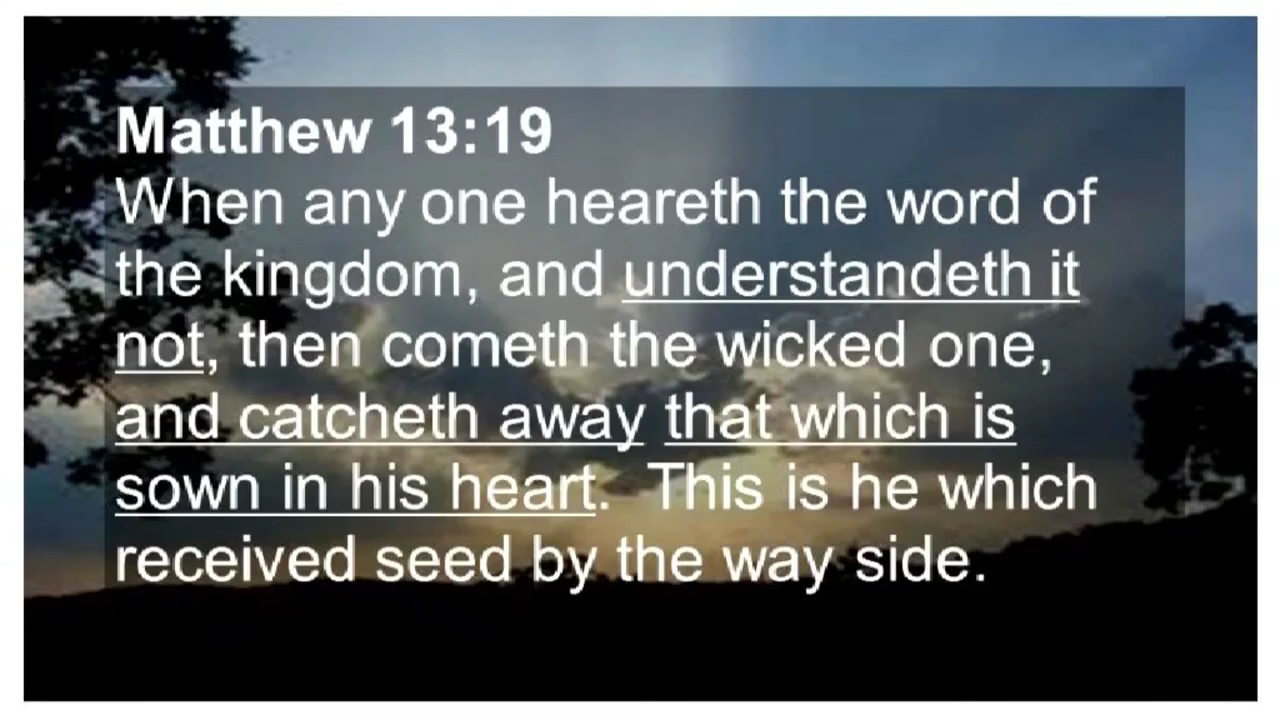 Matthew 13:19
When any one heareth the word of
the kingdom, and understandeth it
not, then cometh the wicked one,
and catcheth away that which is
sown in his heart.  This is he which
received seed by the way side.